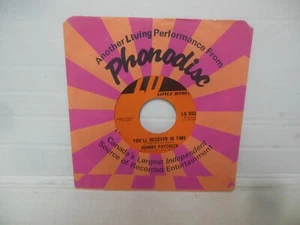 Another Living Performance From
Phonodisc
LITTLE DARLIN'
YOU'LL RECOVER IN TIME
JOHNNY PAYCHECK
Canada's Largest Independent
Source of Recorded Entertainment